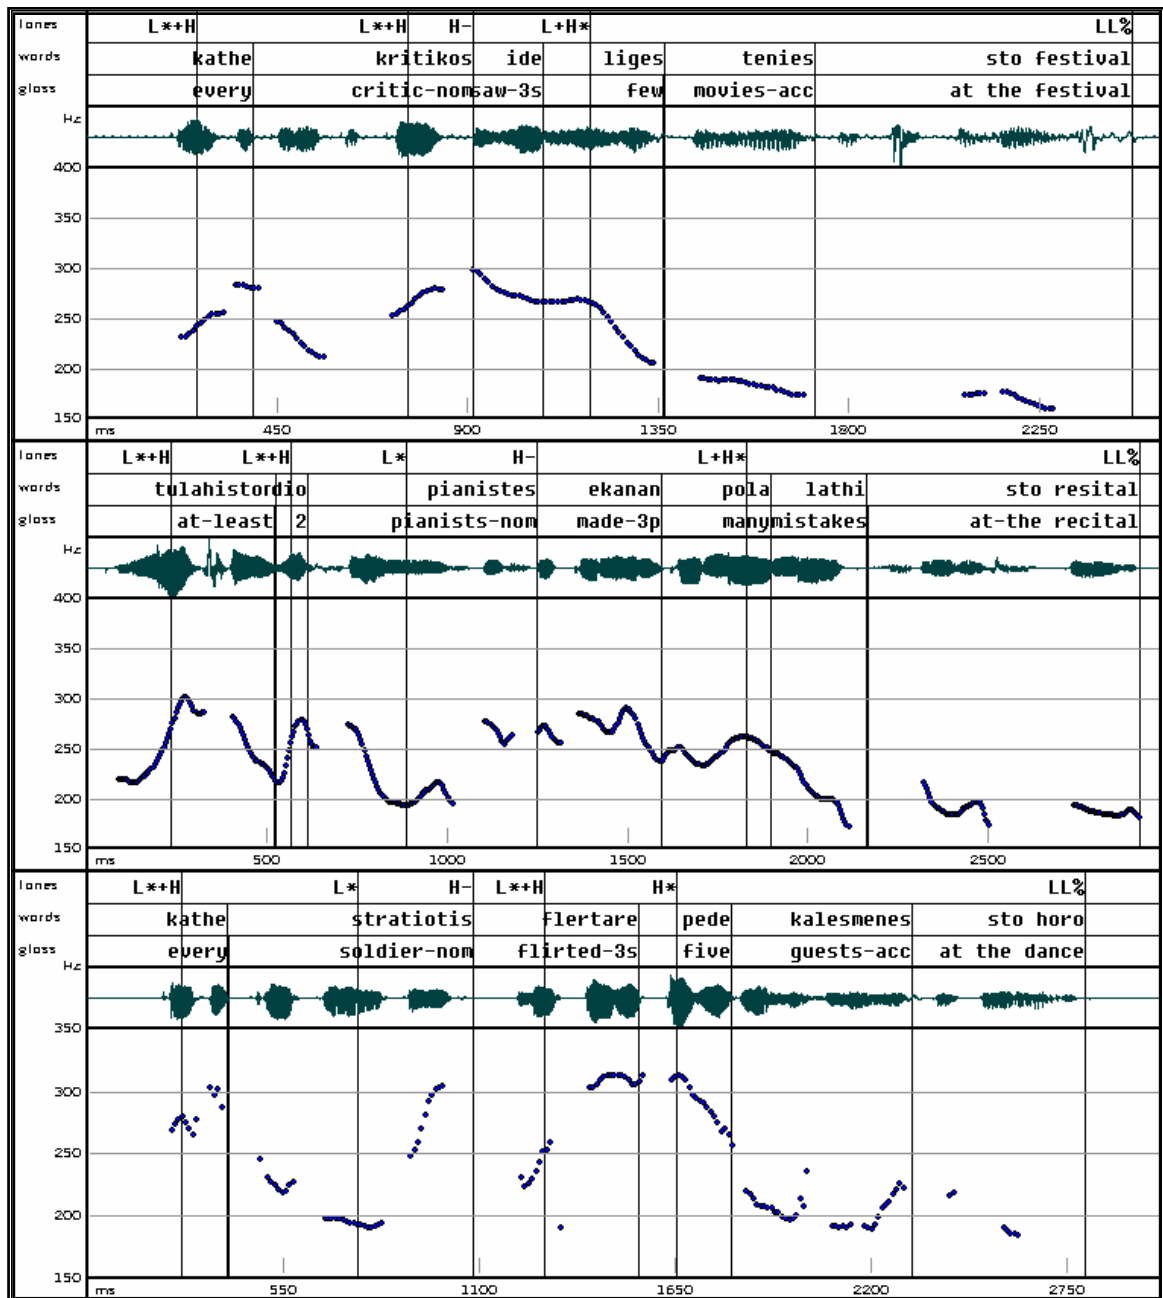 tones L*+H L*+H H- L+H* LL%
words kathe kritikos ide liges tenies sto festival
gloss every critic-nom saw-3s few movies-acc at the festival
Hz
400
350
300
250
200
150
ms 450 900 1350 1800 2250
tones L*+H L*+H L* H- L+H* LL%
words tulahistordio pianistes ekanan pola lathi sto resital
gloss at-least 2 pianists-nom made-3p many mistakes at-the recital
Hz
400
350
300
250
200
150
ms 500 1000 1500 2000 2500
tones L*+H L* H- L*+H H* LL%
words kathe stratiotis flertare pede kalesmenes sto horo
gloss every soldier-nom flirted-3s five guests-acc at the dance
Hz
350
300
250
200
150
ms 550 1100 1650 2200 2750